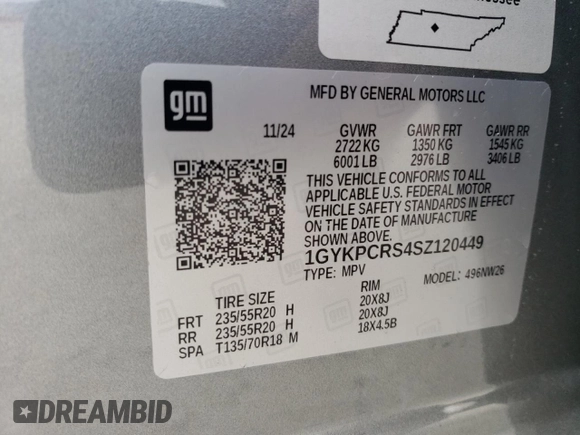 gm
MFD BY GENERAL MOTORS LLC
11/24 GVWR GAWR FRT GAWR RR
2722 KG 1350 KG 1545 KG
6001 LB 2976 LB 3406 LB
THIS VEHICLE CONFORMS TO ALL
APPLICABLE U.S. FEDERAL MOTOR
VEHICLE SAFETY STANDARDS IN EFFECT
ON THE DATE OF MANUFACTURE
SHOWN ABOVE.
1GYKPCRS4SZ120449
TYPE: MPV MODEL: 496NW26
TIRE SIZE RIM
FRT 235/55R20 H 20X8J
RR 235/55R20 H 20X8J
SPA T135/70R18 M 18X4.5B
DREAMBID